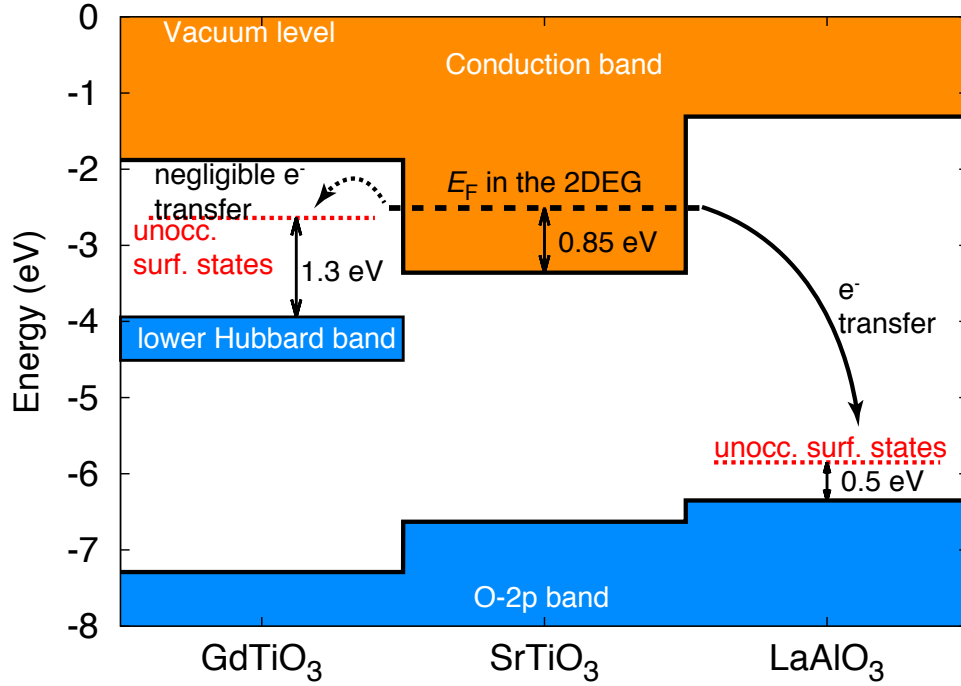 0
-1
-2
-3
-4
-5
-6
-7
-8
Energy (eV)
Vacuum level
Conduction band
negligible e⁻
transfer
E_F in the 2DEG
unocc.
surf. states
1.3 eV
0.85 eV
e⁻
transfer
lower Hubbard band
unocc. surf. states
0.5 eV
O-2p band
GdTiO₃
SrTiO₃
LaAlO₃